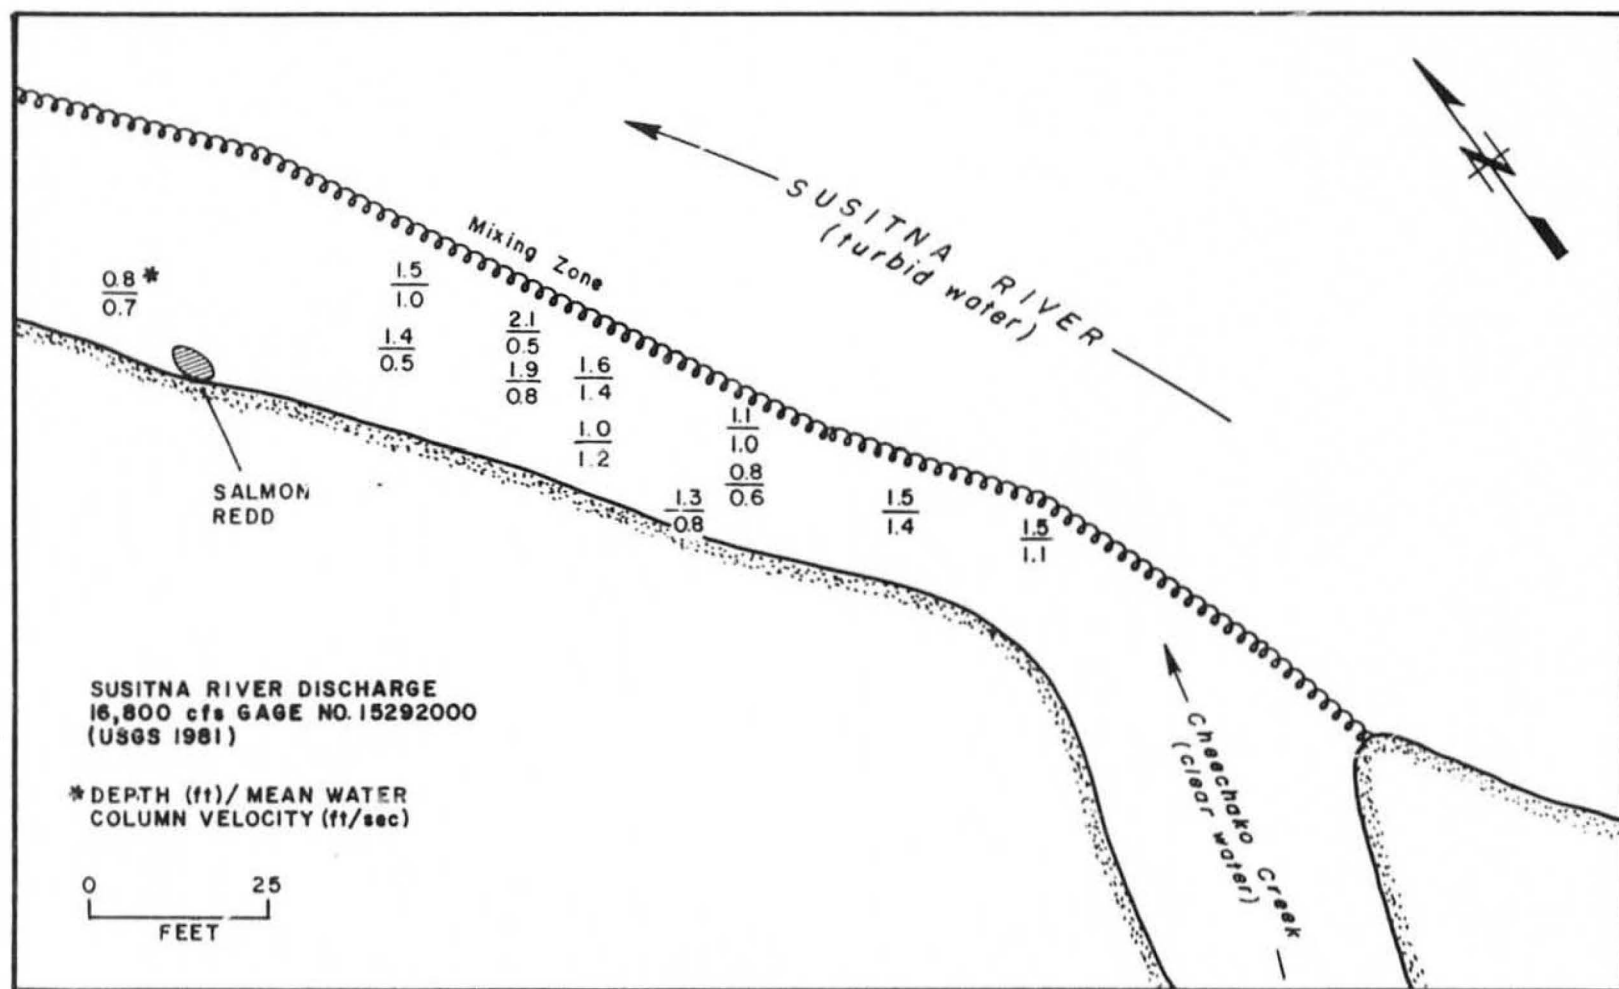 SUSITNA RIVER
(turbid water)
Mixing Zone
0.8*
0.7
1.5
1.0
1.4
0.5
2.1
0.5
1.9
0.8
1.6
1.4
1.0
1.2
1.1
1.0
0.8
0.6
1.3
0.8
1.5
1.4
1.5
1.1
SALMON
REDD
Cheechako Creek
(clear water)
SUSITNA RIVER DISCHARGE
16,800 cfs GAGE NO. 15292000
(USGS 1981)
*DEPTH (ft)/ MEAN WATER
COLUMN VELOCITY (ft/sec)
0 25
FEET
N